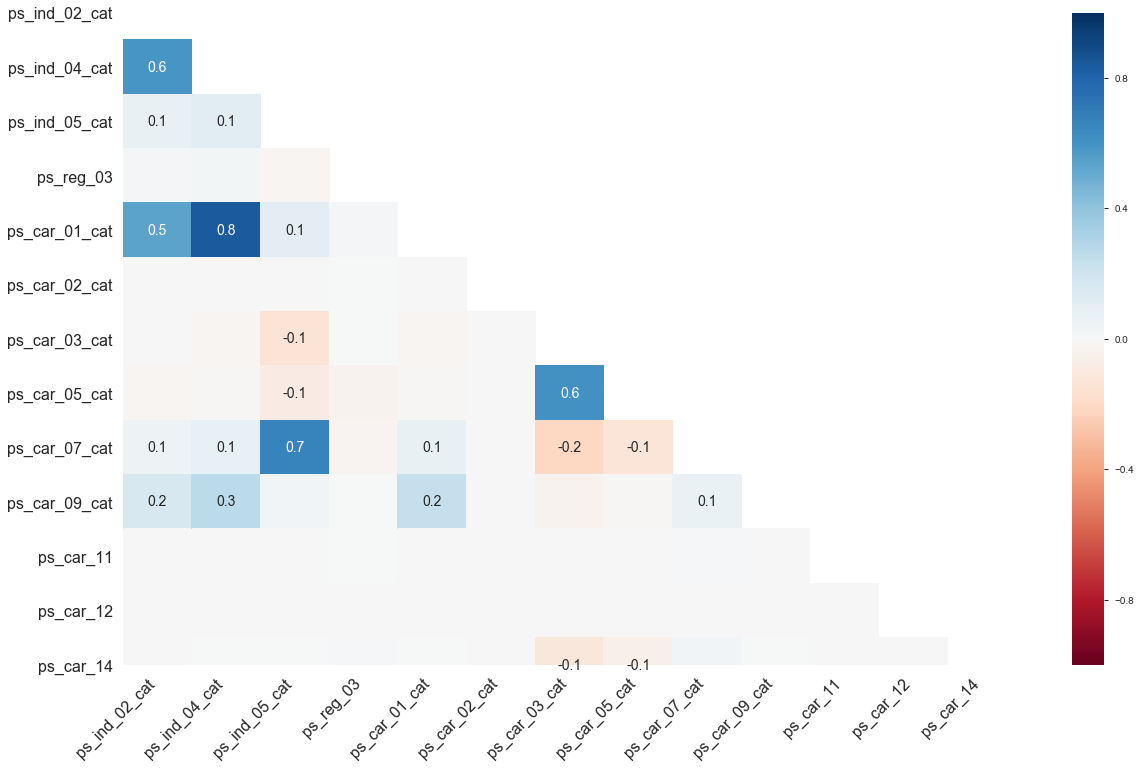 ps_ind_02_cat
ps_ind_04_cat 0.6
ps_ind_05_cat 0.1 0.1
ps_reg_03
ps_car_01_cat 0.5 0.8 0.1
ps_car_02_cat
ps_car_03_cat -0.1
ps_car_05_cat -0.1 0.6
ps_car_07_cat 0.1 0.1 0.7 0.1 -0.2 -0.1
ps_car_09_cat 0.2 0.3 0.2 0.1
ps_car_11
ps_car_12
ps_car_14 -0.1 -0.1
ps_ind_02_cat
ps_ind_04_cat
ps_ind_05_cat
ps_reg_03
ps_car_01_cat
ps_car_02_cat
ps_car_03_cat
ps_car_05_cat
ps_car_07_cat
ps_car_09_cat
ps_car_11
ps_car_12
ps_car_14
0.8
0.4
0.0
−0.4
−0.8